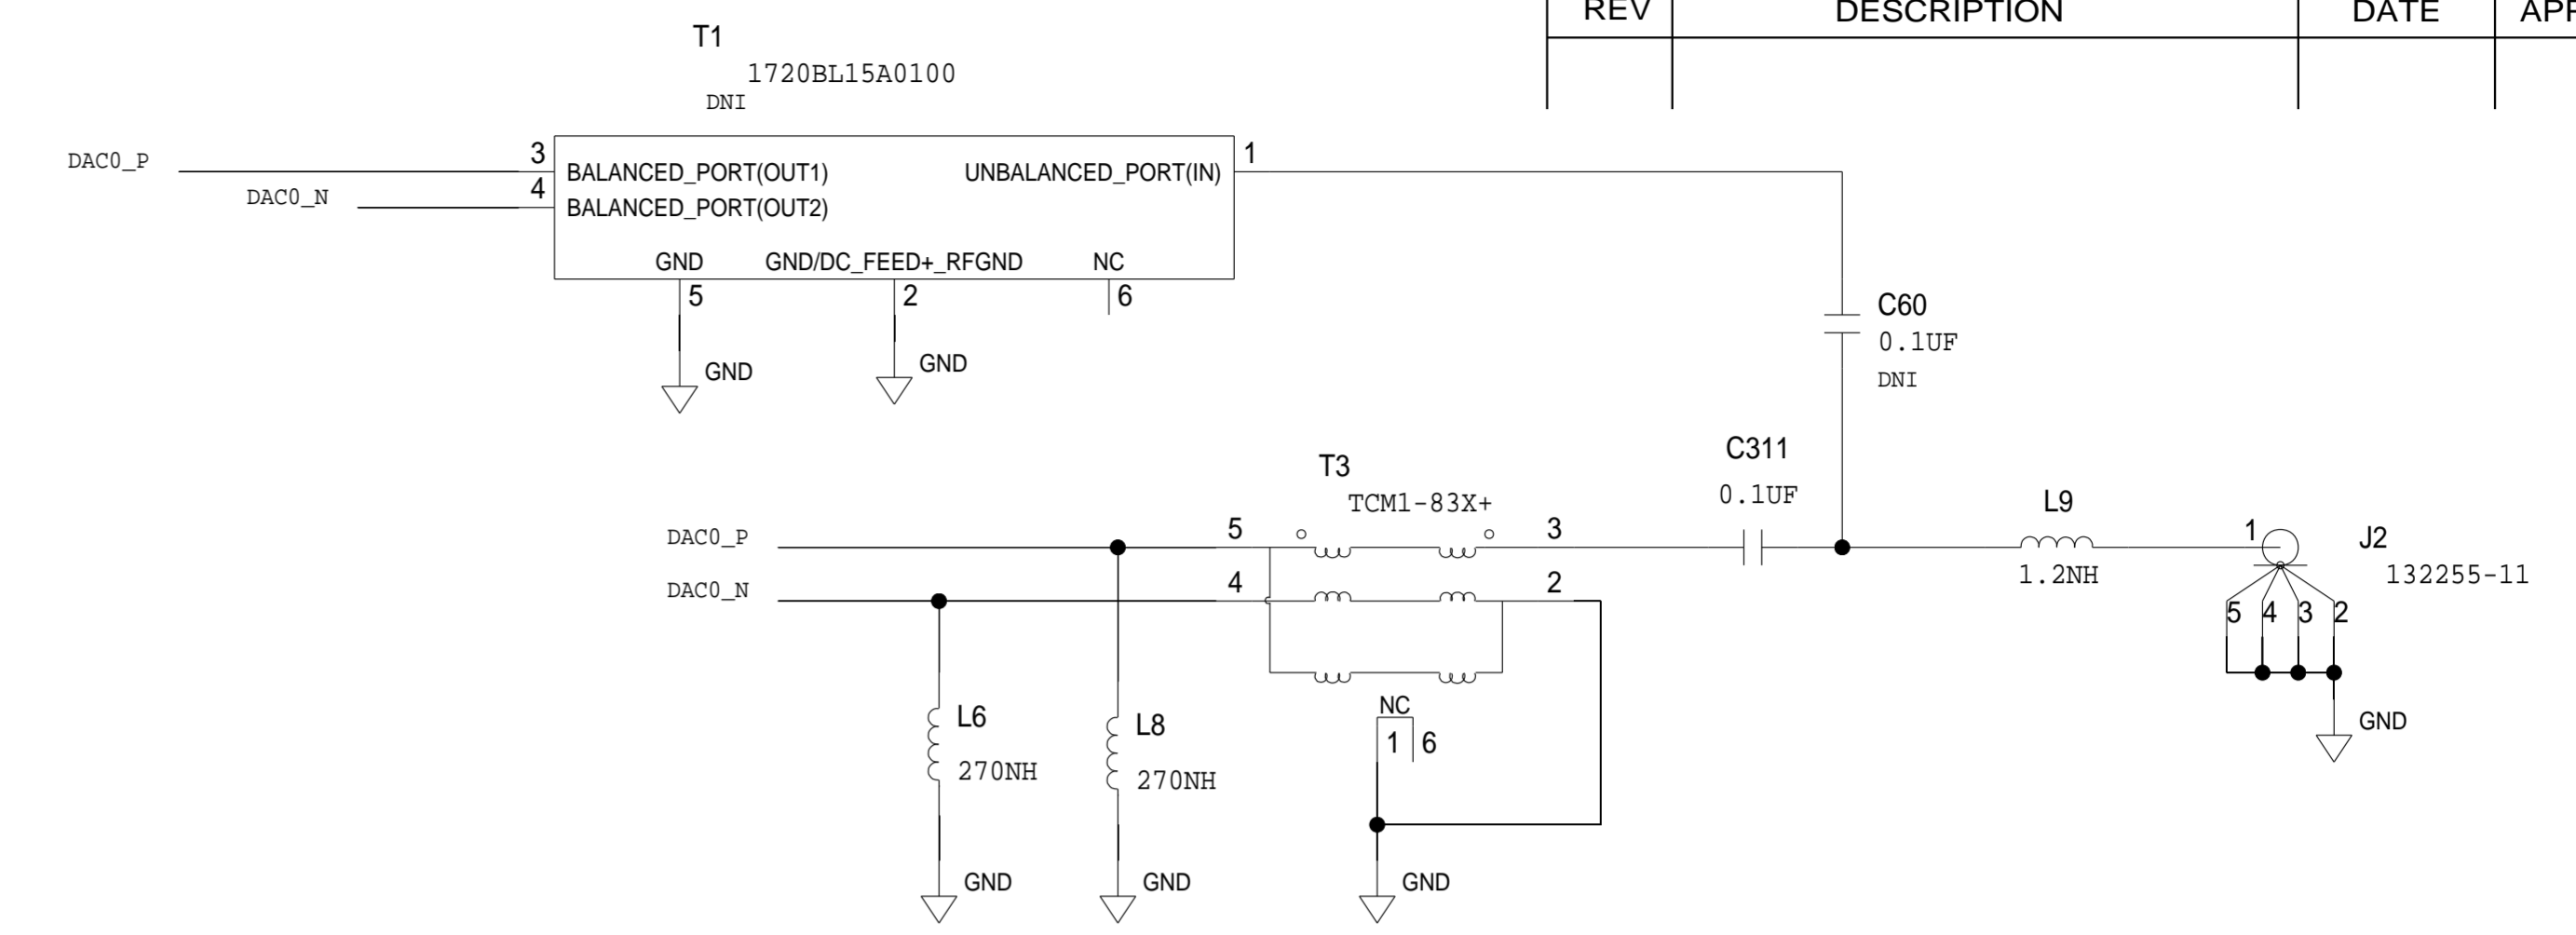 REV DESCRIPTION DATE
T1
1720BL15A0100
DNI
DAC0_P 3 BALANCED_PORT(OUT1) UNBALANCED_PORT(IN) 1
DAC0_N 4 BALANCED_PORT(OUT2)
GND GND/DC_FEED+_RFGND NC
5 2 6
GND GND
C60
0.1UF
DNI
C311
0.1UF
T3
TCM1-83X+
L9
1.2NH
DAC0_P 5 3
DAC0_N 4 2
1 J2
132255-11
5 4 3 2
GND
NC
1 6
L6
270NH
L8
270NH
GND GND GND